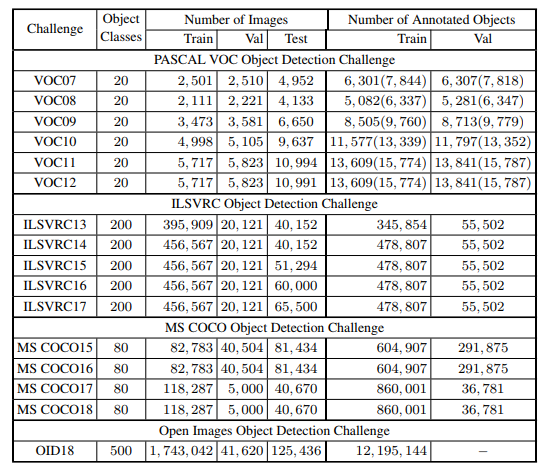 Challenge Object Classes Number of Images Number of Annotated Objects
Train Val Test Train Val
PASCAL VOC Object Detection Challenge
VOC07 20 2,501 2,510 4,952 6,301(7,844) 6,307(7,818)
VOC08 20 2,111 2,221 4,133 5,082(6,337) 5,281(6,347)
VOC09 20 3,473 3,581 6,650 8,505(9,760) 8,713(9,779)
VOC10 20 4,998 5,105 9,637 11,577(13,339) 11,797(13,352)
VOC11 20 5,717 5,823 10,994 13,609(15,774) 13,841(15,787)
VOC12 20 5,717 5,823 10,991 13,609(15,774) 13,841(15,787)
ILSVRC Object Detection Challenge
ILSVRC13 200 395,909 20,121 40,152 345,854 55,502
ILSVRC14 200 456,567 20,121 40,152 478,807 55,502
ILSVRC15 200 456,567 20,121 51,294 478,807 55,502
ILSVRC16 200 456,567 20,121 60,000 478,807 55,502
ILSVRC17 200 456,567 20,121 65,500 478,807 55,502
MS COCO Object Detection Challenge
MS COCO15 80 82,783 40,504 81,434 604,907 291,875
MS COCO16 80 82,783 40,504 81,434 604,907 291,875
MS COCO17 80 118,287 5,000 40,670 860,001 36,781
MS COCO18 80 118,287 5,000 40,670 860,001 36,781
Open Images Object Detection Challenge
OID18 500 1,743,042 41,620 125,436 12,195,144 −